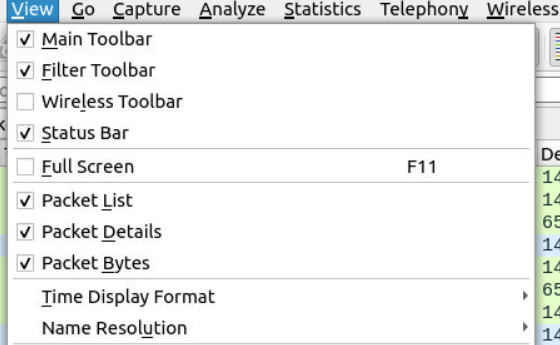 View Go Capture Analyze Statistics Telephony Wireless
Main Toolbar
Filter Toolbar
Wireless Toolbar
Status Bar
Full Screen F11
Packet List
Packet Details
Packet Bytes
Time Display Format
Name Resolution
De
14
14
65
14
14
65
14
14